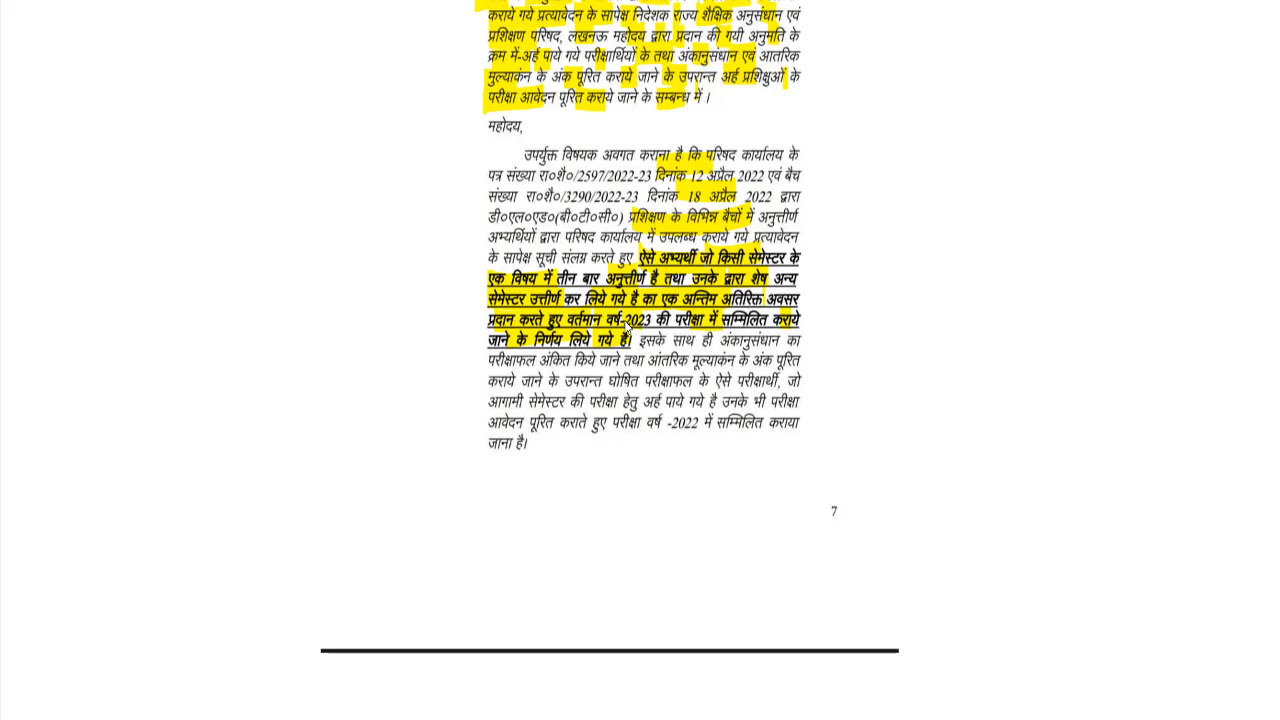 कराये गये प्रत्यावेदन के सापेक्ष निदेशक राज्य शैक्षिक अनुसंधान एवं
प्रशिक्षण परिषद, लखनऊ महोदय द्वारा प्रदान की गयी अनुमति के
क्रम में-अर्ह पाये गये परीक्षार्थियों के तथा अंकानुसंधान एवं आतरिक
मुल्याकंन के अंक पूरित कराये जाने के उपरान्त अर्ह प्रशिक्षुओं के
परीक्षा आवेदन पूरित कराये जाने के सम्बन्ध में ।
महोदय,
उपर्युक्त विषयक अवगत कराना है कि परिषद कार्यालय के
पत्र संख्या रा०शै०/2597/2022-23 दिनांक 12 अप्रैल 2022 एवं बैच
संख्या रा०शै०/3290/2022-23 दिनांक 18 अप्रैल 2022 द्वारा
डी०एल०एड०(बी०टी०सी०) प्रशिक्षण के विभिन्न बैचों में अनुत्तीर्ण
अभ्यर्थियों द्वारा परिषद कार्यालय में उपलब्ध कराये गये प्रत्यावेदन
के सापेक्ष सूची संलग्न करते हुए ऐसे अभ्यर्थी जो किसी सेमेस्टर के
एक विषय में तीन बार अनुत्तीर्ण है तथा उनके द्वारा शेष अन्य
सेमेस्टर उत्तीर्ण कर लिये गये है का एक अन्तिम अतिरिक्त अवसर
प्रदान करते हुए वर्तमान वर्ष-2023 की परीक्षा में सम्मिलित कराये
जाने के निर्णय लिये गये है। इसके साथ ही अंकानुसंधान का
परीक्षाफल अंकित किये जाने तथा आंतरिक मूल्याकंन के अंक पूरित
कराये जाने के उपरान्त घोषित परीक्षाफल के ऐसे परीक्षार्थी, जो
आगामी सेमेस्टर की परीक्षा हेतु अर्ह पाये गये है उनके भी परीक्षा
आवेदन पूरित कराते हुए परीक्षा वर्ष -2022 में सम्मिलित कराया
जाना है।
7